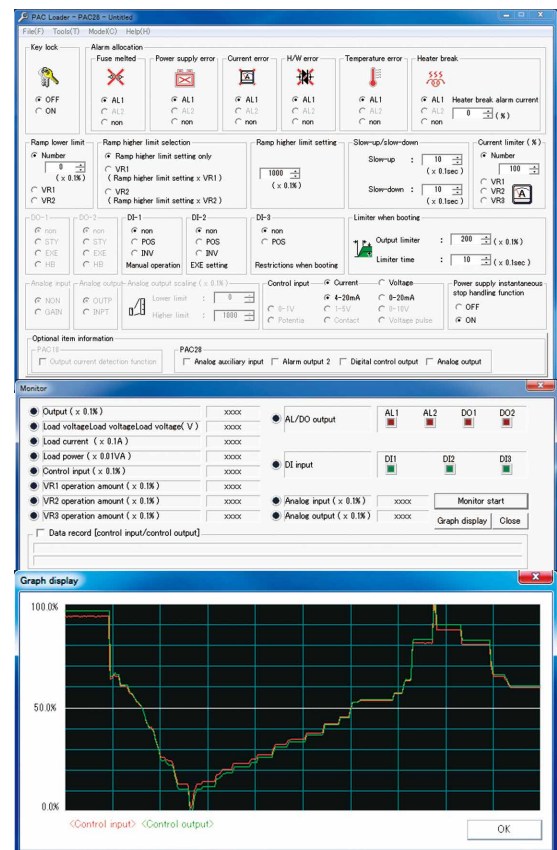 PAC Loader - PAC28 - Untitled
File(F) Tools(T) Model(C) Help(H)
Key lock
OFF
ON
Alarm allocation
Fuse melted
AL1
AL2
non
Power supply error
AL1
AL2
non
Current error
A
AL1
AL2
non
H/W error
AL1
AL2
non
Temperature error
AL1
AL2
non
Heater break
AL1
AL2
non
Heater break alarm current
0 (%)
Ramp lower limit
Number
0
( x 0.1%)
VR1
VR2
Ramp higher limit selection
Ramp higher limit setting only
VR1
( Ramp higher limit setting x VR1 )
VR2
( Ramp higher limit setting x VR2 )
Ramp higher limit setting
1000
( x 0.1%)
Slow-up/slow-down
Slow-up : 10
( x 0.1sec )
Slow-down : 10
( x 0.1sec )
Current limiter (%)
Number
100
VR1
VR2
VR3
A
DO-1
non
STY
EXE
HB
DO-2
non
STY
EXE
HB
DI-1
non
POS
INV
Manual operation
DI-2
non
POS
INV
EXE setting
DI-3
non
POS
Restrictions when booting
Limiter when booting
Output limiter : 200 ( x 0.1%)
Limiter time : 10 ( x 0.1sec)
Analog input
NON
GAIN
Analog output
OUTP
INPT
Analog output scaling ( x 0.1% )
Lower limit : 0
Higher limit : 1000
Control input
Current
Voltage
4-20mA
0-20mA
0-1V
1-5V
0-10V
Potentia
Contact
Voltage pulse
Power supply instantaneous
stop handling function
OFF
ON
Optional item information
PAC18
Output current detection function
PAC28
Analog auxiliary input
Alarm output 2
Digital control output
Analog output
Monitor
Output ( x 0.1%) xxxx
Load voltageLoad voltageLoad voltage( V ) xxxx
Load current ( x 0.1A ) xxxx
Load power ( x 0.01VA ) xxxx
Control input ( x 0.1%) xxxx
VR1 operation amount ( x 0.1%) xxxx
VR2 operation amount ( x 0.1%) xxxx
VR3 operation amount ( x 0.1%) xxxx
AL/DO output
AL1 AL2 DO1 DO2
DI input
DI1 DI2 DI3
Analog input ( x 0.1%) xxxx
Analog output ( x 0.1%) xxxx
Monitor start
Graph display
Close
Data record [control input/control output]
Graph display
100.0%
50.0%
0.0%
<Control input> <Control output>
OK